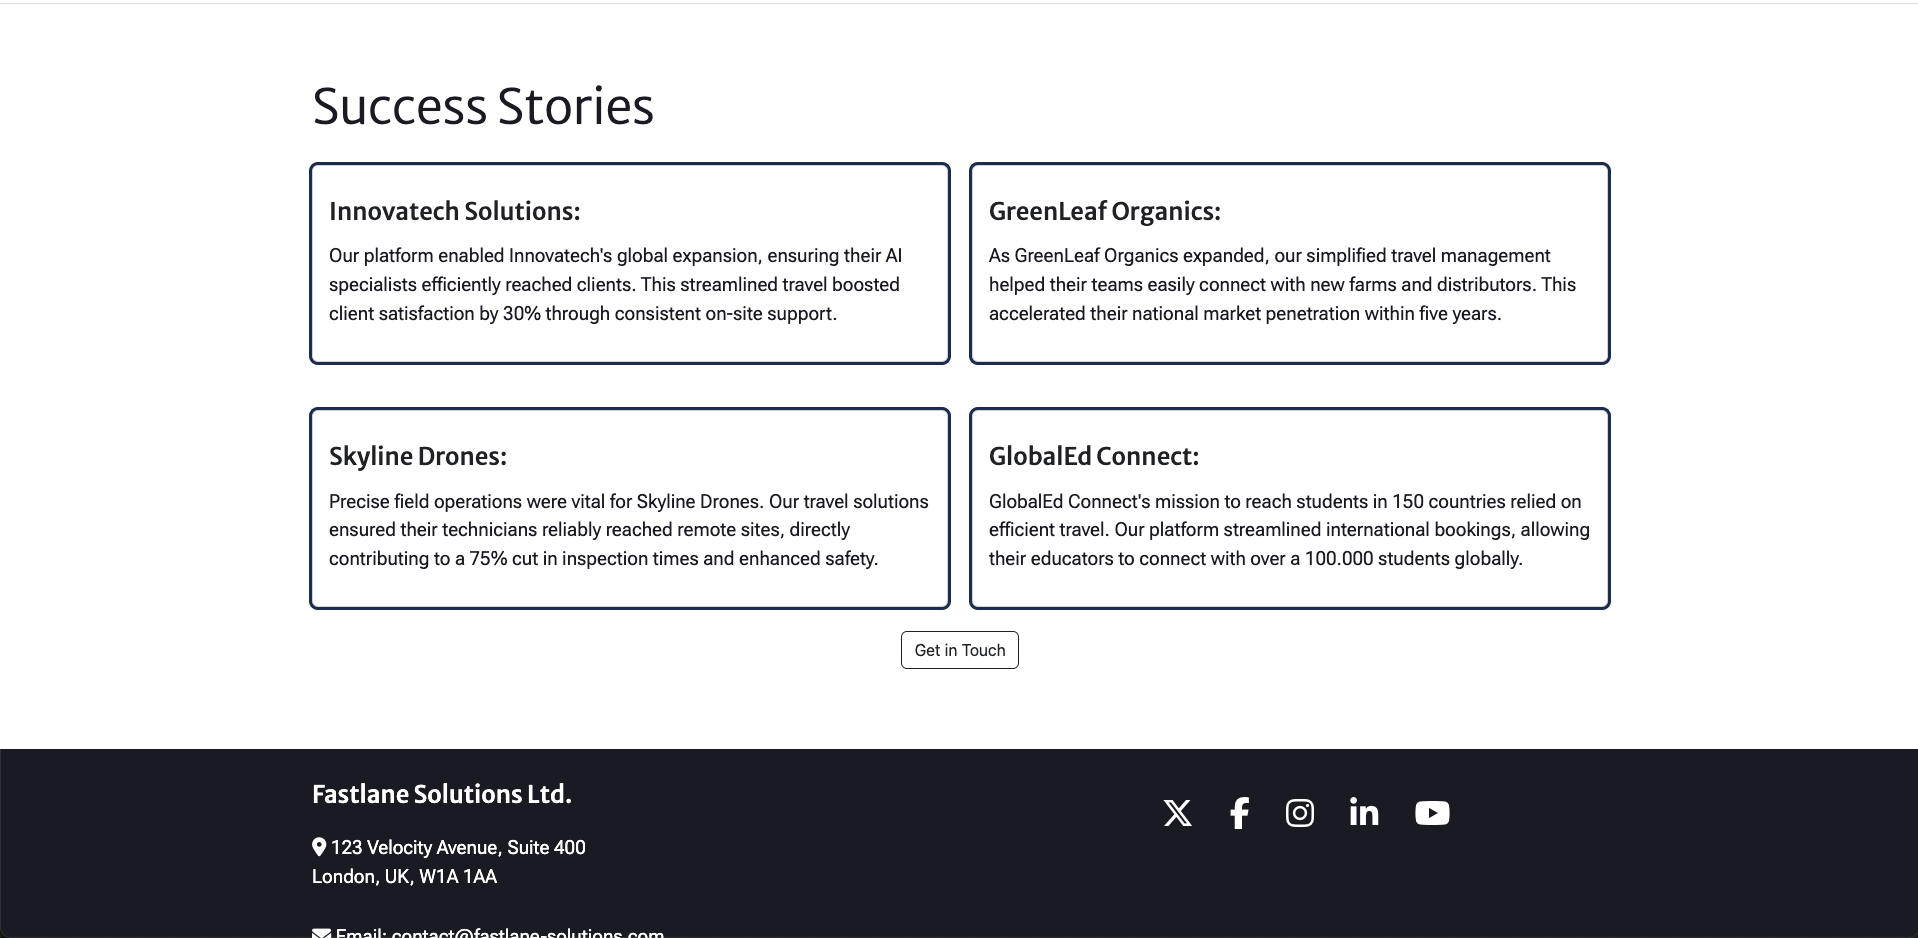 Success Stories
Innovatech Solutions:
Our platform enabled Innovatech's global expansion, ensuring their AI
specialists efficiently reached clients. This streamlined travel boosted
client satisfaction by 30% through consistent on-site support.
GreenLeaf Organics:
As GreenLeaf Organics expanded, our simplified travel management
helped their teams easily connect with new farms and distributors. This
accelerated their national market penetration within five years.
Skyline Drones:
Precise field operations were vital for Skyline Drones. Our travel solutions
ensured their technicians reliably reached remote sites, directly
contributing to a 75% cut in inspection times and enhanced safety.
GlobalEd Connect:
GlobalEd Connect's mission to reach students in 150 countries relied on
efficient travel. Our platform streamlined international bookings, allowing
their educators to connect with over a 100.000 students globally.
Get in Touch
Fastlane Solutions Ltd.
123 Velocity Avenue, Suite 400
London, UK, W1A 1AA
Email: contact@fastlane-solutions.com